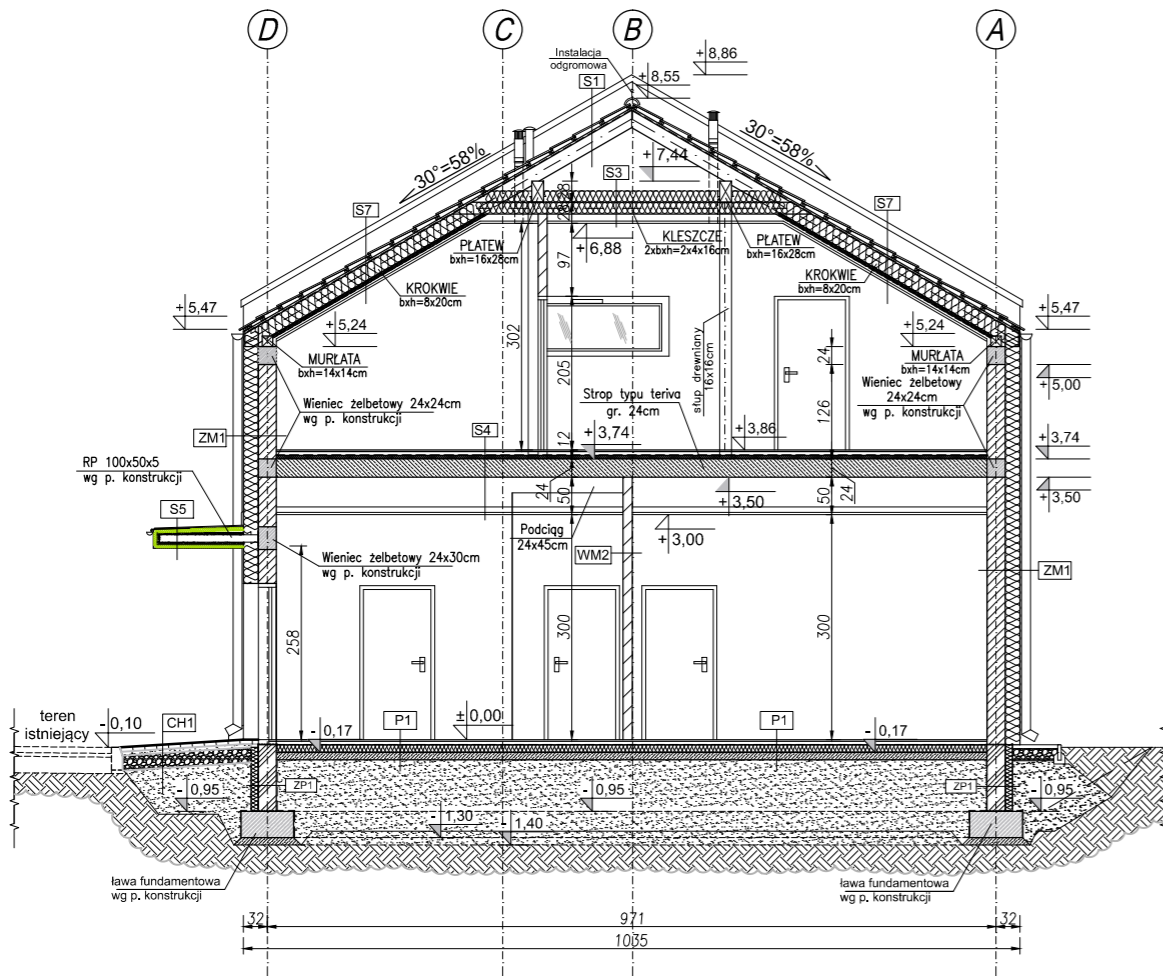 D
C
B
A
Instalacja
odgromowa
+8,86
S1
+8,55
30°=58%
30°=58%
+7,44
S3
S7
S7
28
PŁATEW
bxh=16x28cm
+6,88
KLESZCZE
2xbxh=2x4x16cm
PŁATEW
bxh=16x28cm
97
KROKWIE
bxh=8x20cm
KROKWIE
bxh=8x20cm
+5,47
+5,47
+5,24
+5,24
302
205
słup drewniany
16x16cm
24
MURŁATA
bxh=14x14cm
MURŁATA
bxh=14x14cm
+5,00
Wieniec żelbetowy 24x24cm
wg p. konstrukcji
Strop typu teriva
gr. 24cm
Wieniec żelbetowy
24x24cm
wg p. konstrukcji
126
ZM1
S4
12
+3,74
+3,86
+3,74
RP 100x50x5
wg p. konstrukcji
24
50
+3,50
50
24
+3,50
S5
Podciąg
24x45cm
+3,00
Wieniec żelbetowy 24x30cm
wg p. konstrukcji
WM2
ZM1
258
300
300
teren
istniejący
-0,10
CH1
-0,17
P1
±0,00
P1
-0,17
ZP1
ZP1
-0,95
-0,95
-0,95
-1,30
-1,40
ława fundamentowa
wg p. konstrukcji
ława fundamentowa
wg p. konstrukcji
32
971
32
1035